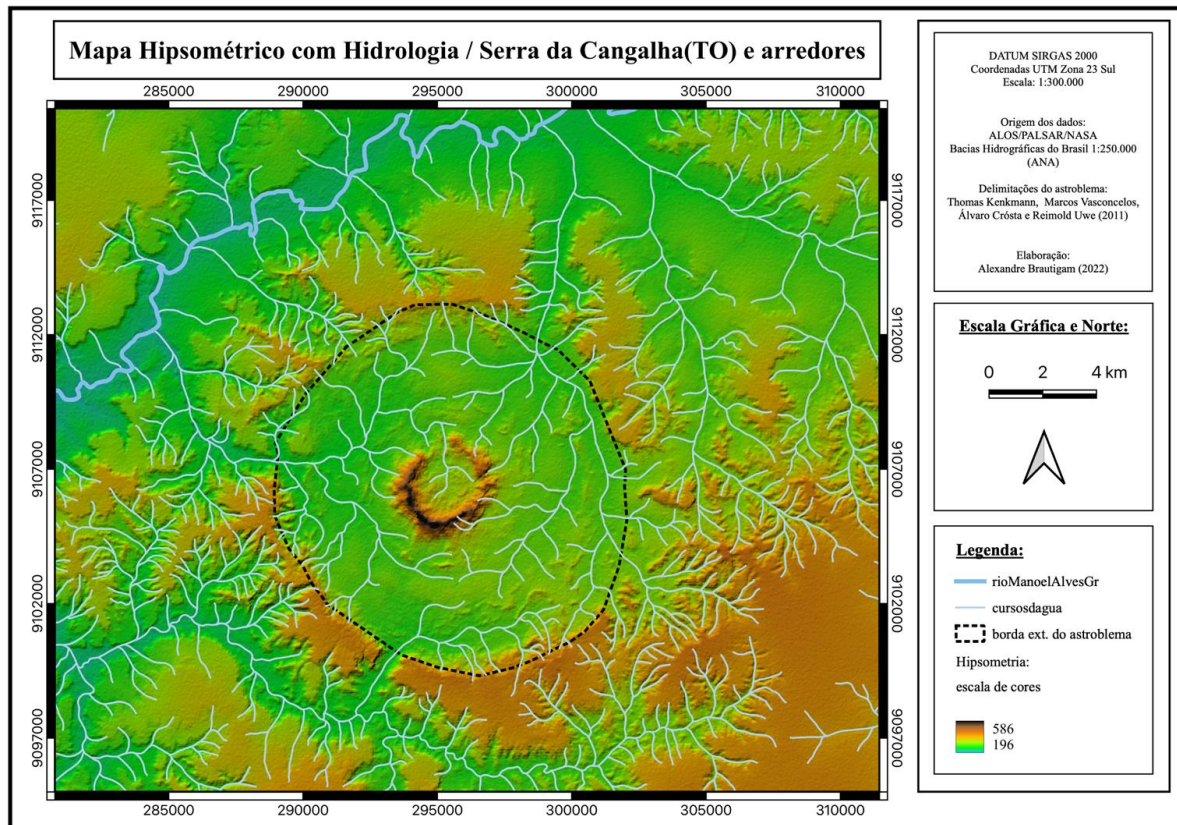 Mapa Hipsométrico com Hidrologia / Serra da Cangalha(TO) e arredores
285000 290000 295000 300000 305000 310000
9117000
9112000
9107000
9102000
9097000
9117000
9112000
9107000
9102000
9097000
285000 290000 295000 300000 305000 310000
DATUM SIRGAS 2000
Coordenadas UTM Zona 23 Sul
Escala: 1:300.000
Origem dos dados:
ALOS/PALSAR/NASA
Bacias Hidrográficas do Brasil 1:250.000
(ANA)
Delimitações do astroblema:
Thomas Kenkmann, Marcos Vasconcelos,
Álvaro Crósta e Reimold Uwe (2011)
Elaboração:
Alexandre Brautigam (2022)
Escala Gráfica e Norte:
0 2 4 km
Legenda:
rioManoelAlvesGr
cursosdagua
borda ext. do astroblema
Hipsometria:
escala de cores
586
196